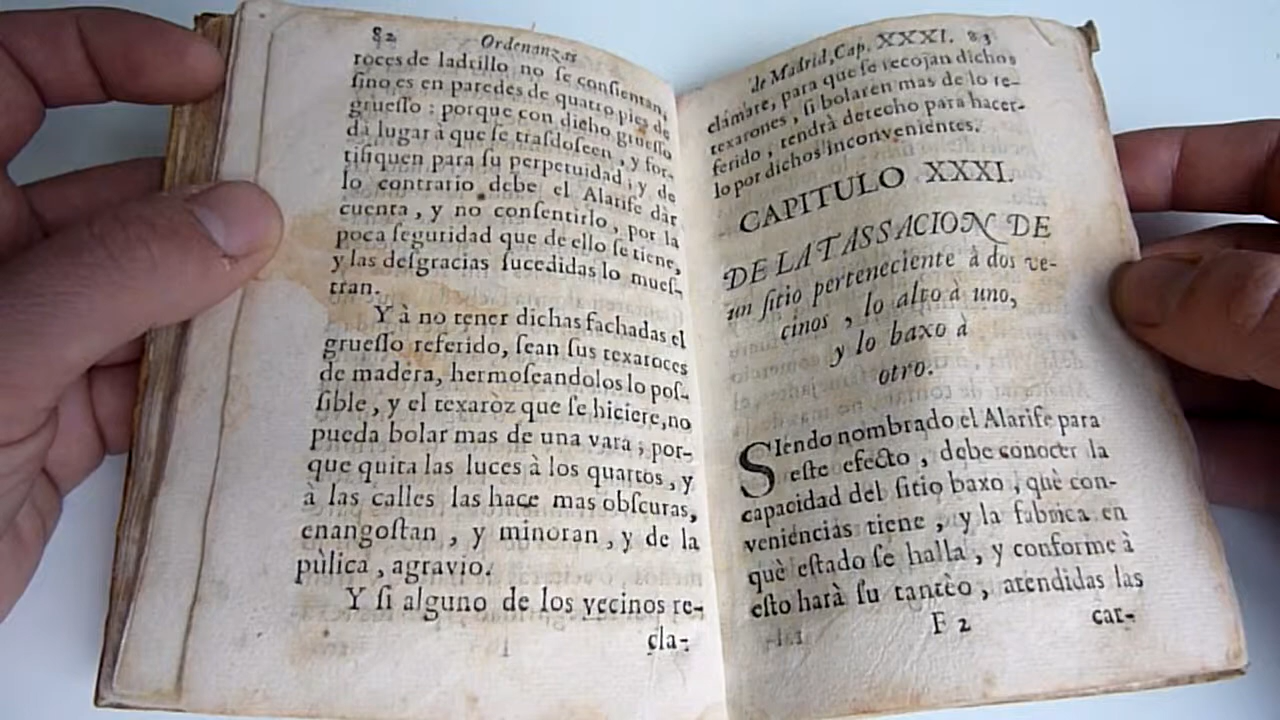 82
Ordenanzas
roces de ladrillo no ſe conſientan,
ſino es en paredes de quatro pies de
grueſſo : porque con dicho grueſſo
dà lugar à que ſe traſdoſeen , y for-
tifiquen para ſu perpetuidad ; y de
lo contrario debe el Alarife dàr
cuenta , y no conſentirlo , por la
poca ſeguridad que de ello ſe tiene,
y las deſgracias ſucedidas lo mueſ-
tran.
Y à no tener dichas fachadas el
grueſſo referido, ſean ſus texaroces
de madera, hermoſeandolos lo poſ-
ſible , y el texaroz que ſe hiciere, no
pueda bolar mas de una vara ; por-
que quita las luces à los quartos , y
à las calles las hace mas obſcuras,
enangoſtan , y minoran , y de la
pùlica , agravio.
Y ſi alguno de los vecinos re-
cla-
de Madrid, Cap. XXXI. 83
clámare, para que ſe recojan dichos
texarones , ſi bolaren mas de lo re-
ferido , tendrà derecho para hacer-
lo por dichos inconvenientes.
CAPITULO XXXI.
DE LA TASSACION DE
un ſitio perteneciente à dos ve-
cinos , lo alto à uno,
y lo baxo à
otro.
SIendo nombrado el Alarife para
eſte efecto , debe conocer la
capacidad del ſitio baxo , què con-
veniencias tiene , y la fabrica en
què eſtado ſe halla , y conforme à
eſto harà ſu tantèo , atendidas las
F 2
car-